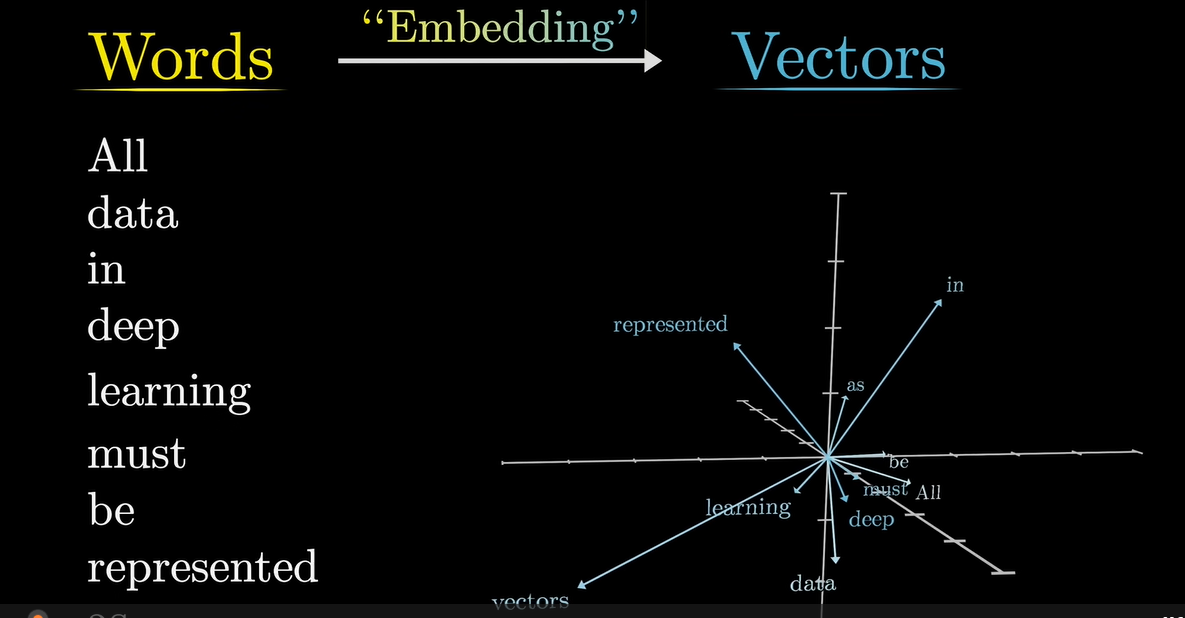 Words
“Embedding”
Vectors
All
data
in
deep
learning
must
be
represented
as
in
represented
as
be
must
All
learning
deep
data
vectors